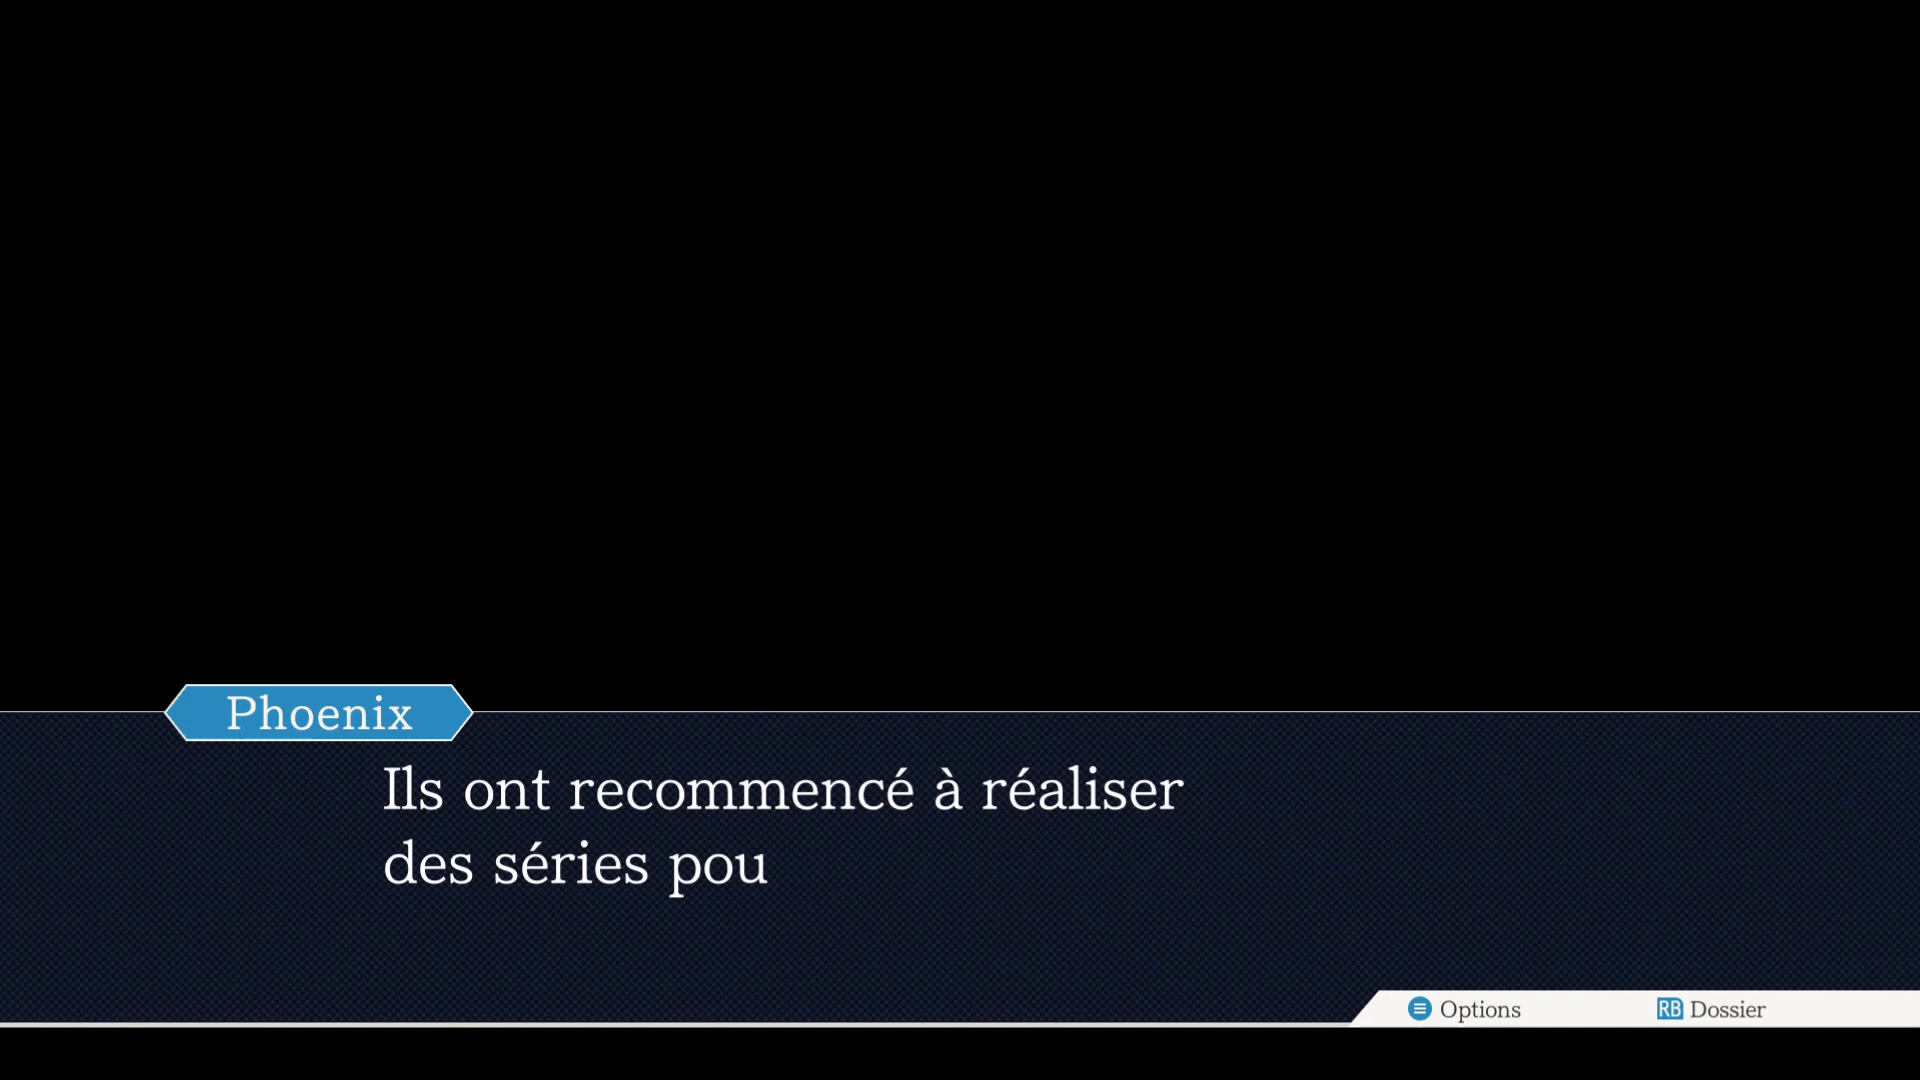 Phoenix
Ils ont recommencé à réaliser
des séries pou
Options
RB Dossier